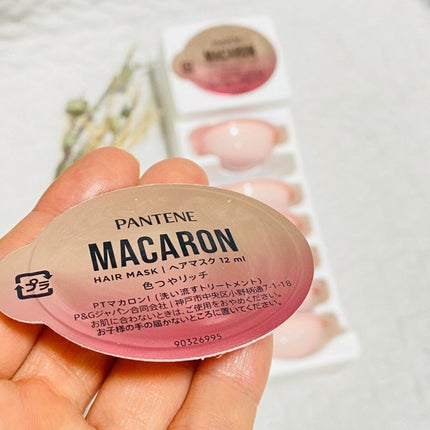 PANTENE
MACARON
HAIR MASK | ヘアマスク 12 ml
色つやリッチ
PTマカロンI (洗い流すトリートメント)
P&Gジャパン合同会社 | 神戸市中央区小野柄通7-1-18
お肌に合わないときは、ご使用をおやめください。
お子様の手の届かないところに置いてください。
90326995
プラ
PANTENE
MACARON